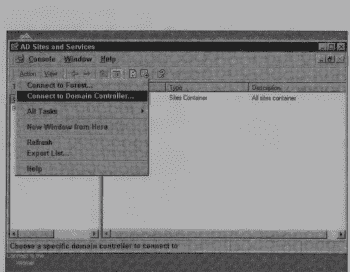 AD Sites and Services
Console Window Help
Action View
Type Description
Connect to Forest...
Connect to Domain Controller...
Sites Container All sites container
All Tasks
New Window from Here
Refresh
Export List...
Help
Choose a specific domain controller to connect to